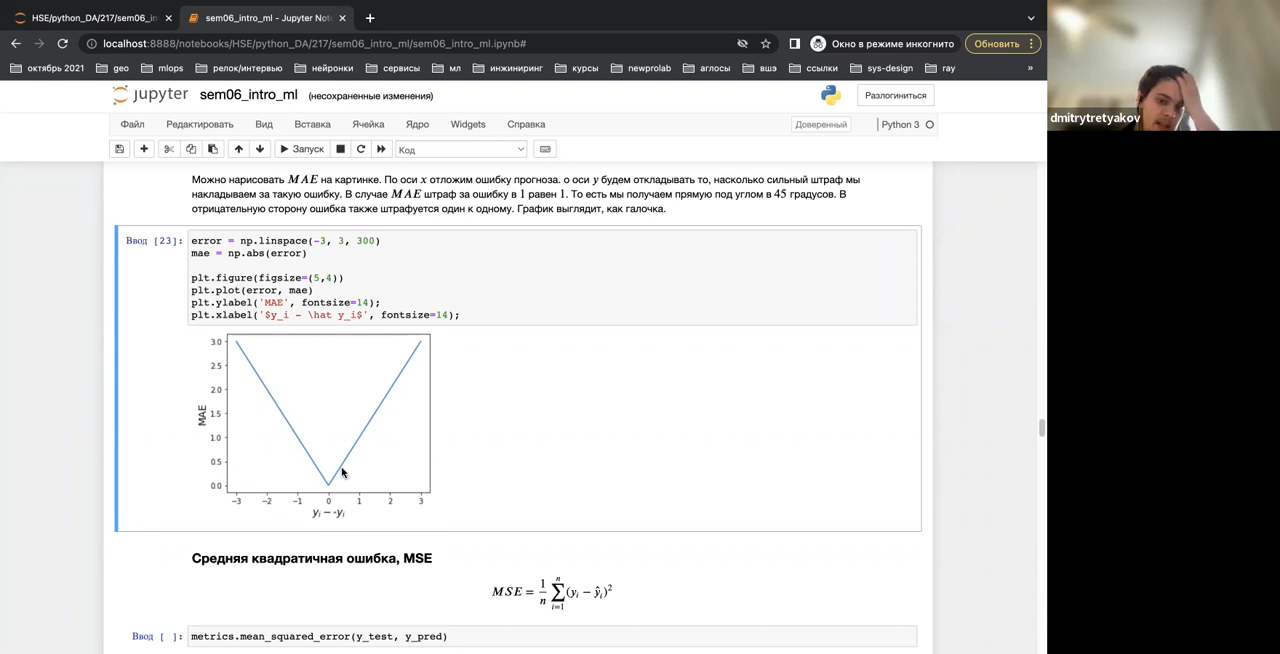 HSE/python_DA/217/sem06_in
sem06_intro_ml - Jupyter Not
localhost:8888/notebooks/HSE/python_DA/217/sem06_intro_ml/sem06_intro_ml.ipynb#
Окно в режиме инкогнито
Обновить
октябрь 2021 geo mlops релок/интервью нейронки сервисы мл инжиниринг курсы newprolab аглосы вшэ ссылки sys-design ray »
jupyter sem06_intro_ml (несохраненные изменения)
Разлогиниться
Файл Редактировать Вид Вставка Ячейка Ядро Widgets Справка
Доверенный Python 3
Запуск Код
dmitrytretyakov
Можно нарисовать MAE на картинке. По оси x отложим ошибку прогноза. о оси y будем откладывать то, насколько сильный штраф мы
накладываем за такую ошибку. В случае MAE штраф за ошибку в 1 равен 1. То есть мы получаем прямую под углом в 45 градусов. В
отрицательную сторону ошибка также штрафуется один к одному. График выглядит, как галочка.
Ввод [23]:
error = np.linspace(-3, 3, 300)
mae = np.abs(error)
plt.figure(figsize=(5,4))
plt.plot(error, mae)
plt.ylabel('MAE', fontsize=14);
plt.xlabel('$y_i - \hat y_i$', fontsize=14);
3.0
2.5
2.0
1.5
1.0
0.5
0.0
MAE
−3 −2 −1 0 1 2 3
yᵢ − ŷᵢ
Средняя квадратичная ошибка, MSE
MSE = 1/n ∑ⁿᵢ₌₁ (yᵢ − ŷᵢ)²
Ввод [ ]: metrics.mean_squared_error(y_test, y_pred)